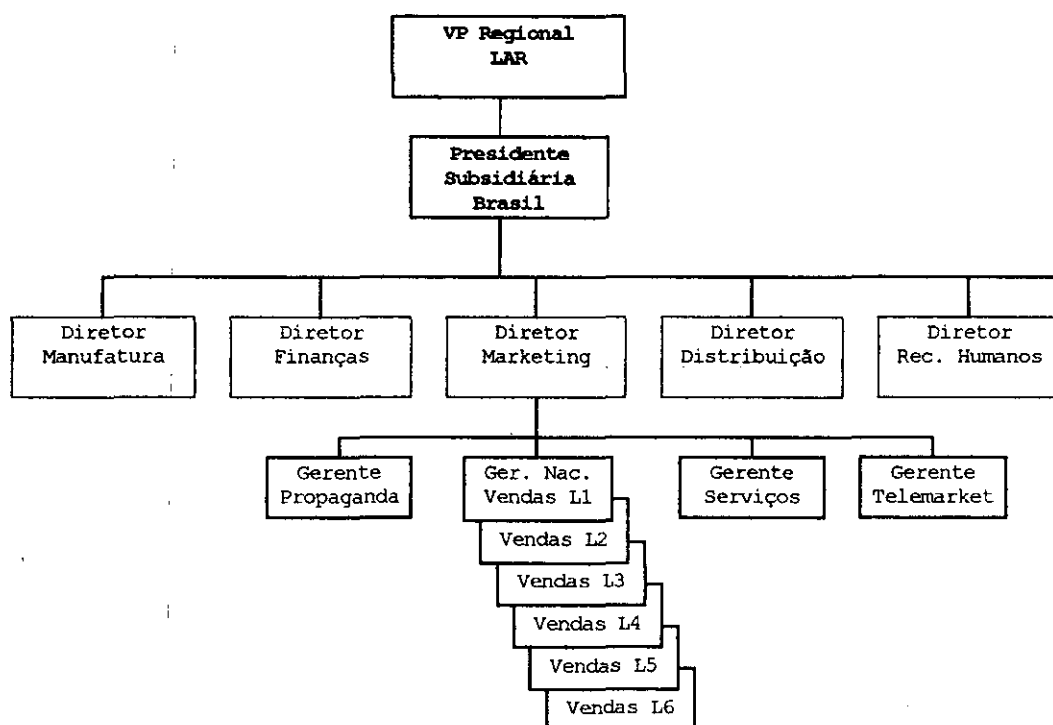 VP Regional
LAR
Presidente
Subsidiária
Brasil
Diretor
Manufatura
Diretor
Finanças
Diretor
Marketing
Diretor
Distribuição
Diretor
Rec. Humanos
Gerente
Propaganda
Ger. Nac.
Vendas L1
Gerente
Serviços
Gerente
Telemarket
Vendas L2
Vendas L3
Vendas L4
Vendas L5
Vendas L6